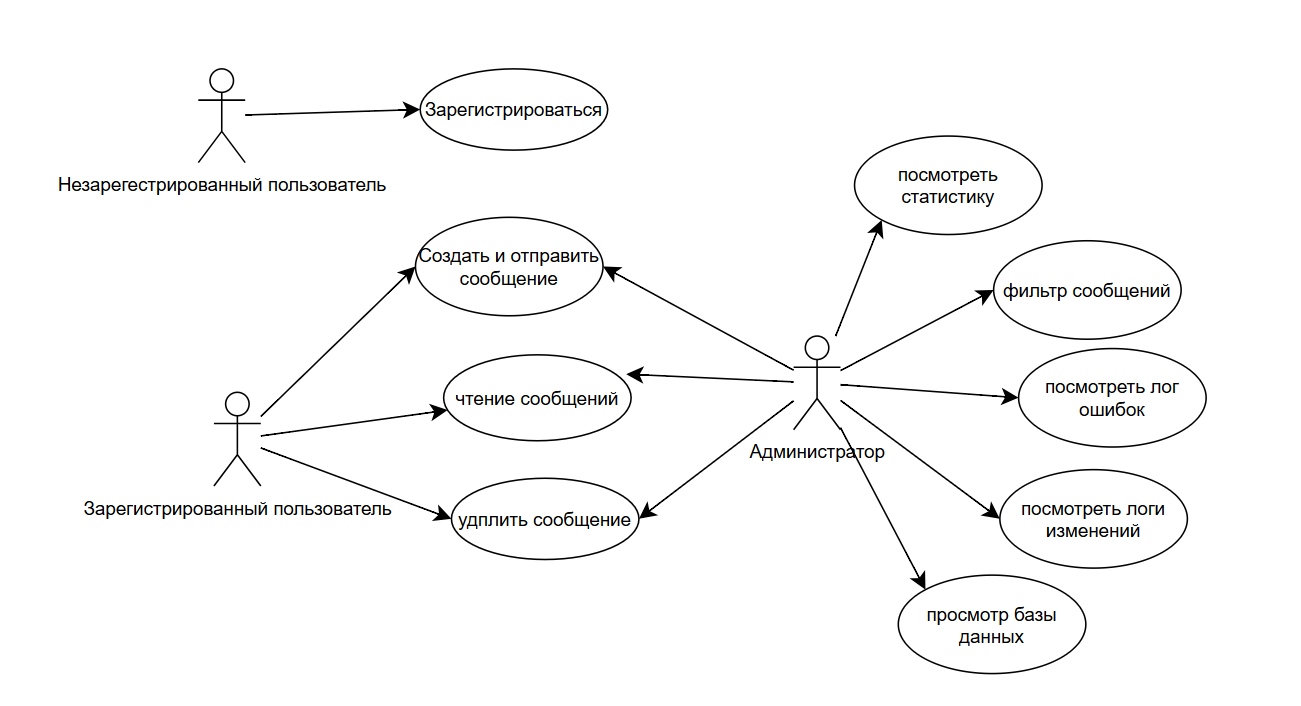 Зарегистрироваться
Незарегестрированный пользователь
посмотреть
статистику
Создать и отправить
сообщение
фильтр сообщений
чтение сообщений
посмотреть лог
ошибок
Администратор
Зарегистрированный пользователь
удплить сообщение
посмотреть логи
изменений
просмотр базы
данных